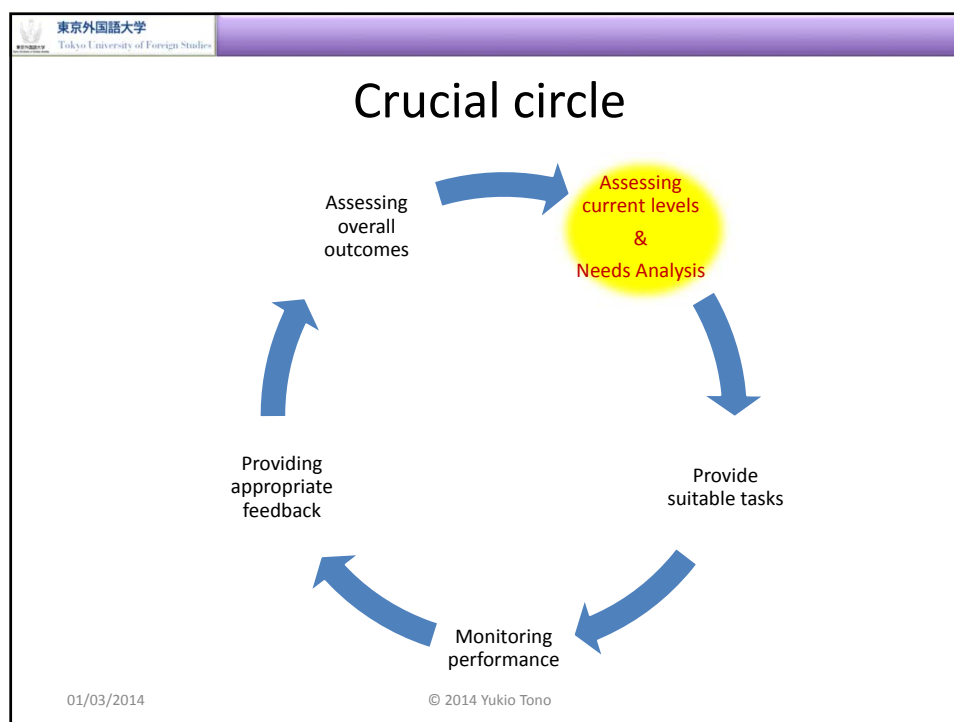 東京外国語大学
Tokyo University of Foreign Studies
Crucial circle
Assessing
current levels
&
Needs Analysis
Provide
suitable tasks
Monitoring
performance
Providing
appropriate
feedback
Assessing
overall
outcomes
01/03/2014
© 2014 Yukio Tono